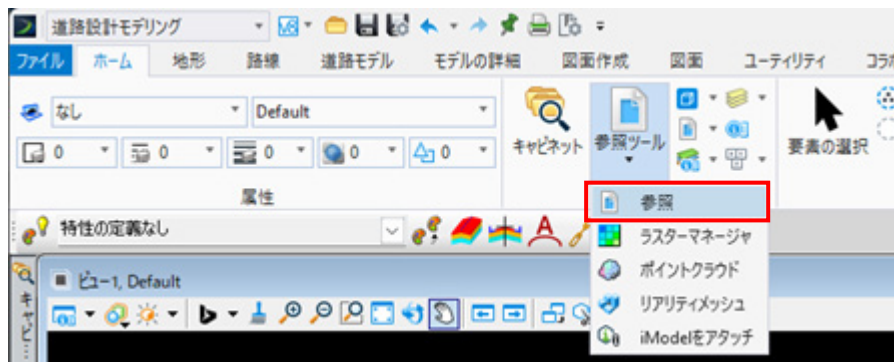 道路設計モデリング
ファイル ホーム 地形 路線 道路モデル モデルの詳細 図面作成 図面 ユーティリティ コラボ
なし Default
0 0 0 0 0
属性
キャビネット 参照ツール 要素の選択
参照
ラスターマネージャ
ポイントクラウド
リアリティメッシュ
iModelをアタッチ
特性の定義なし
キャビ
ビュー1, Default